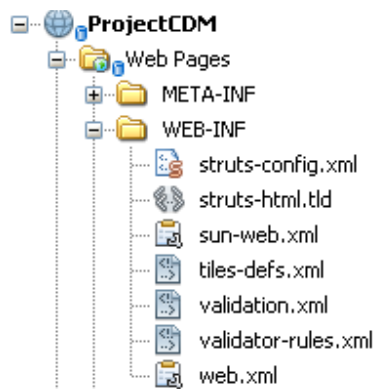 ProjectCDM
Web Pages
META-INF
WEB-INF
struts-config.xml
struts-html.tld
sun-web.xml
tiles-defs.xml
validation.xml
validator-rules.xml
web.xml